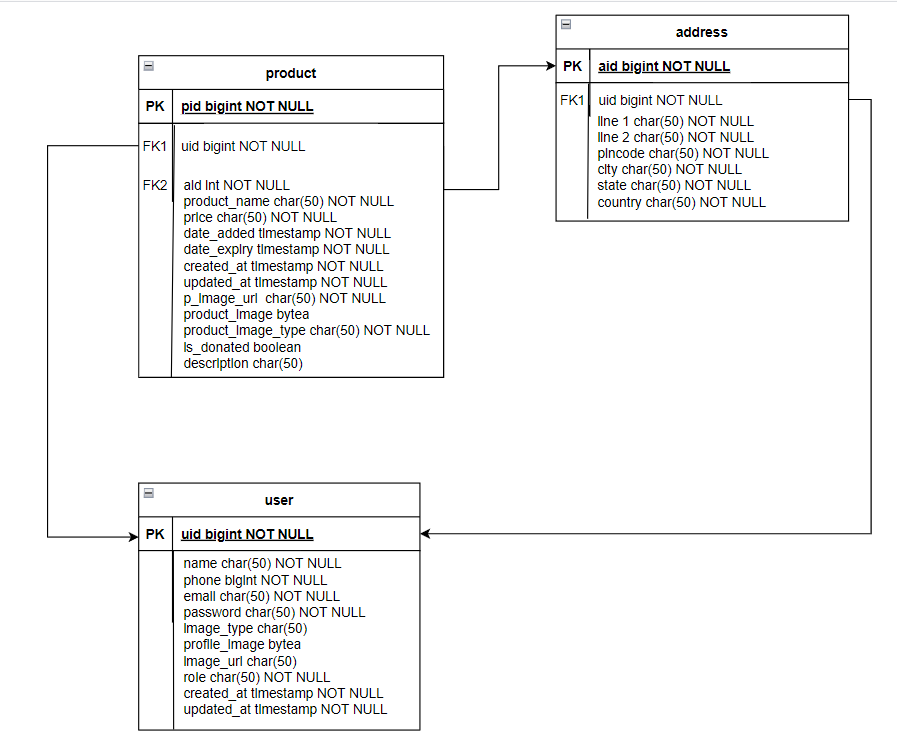 product
PK pid bigint NOT NULL
FK1 uid bigint NOT NULL
FK2 aid int NOT NULL
product_name char(50) NOT NULL
price char(50) NOT NULL
date_added timestamp NOT NULL
date_expiry timestamp NOT NULL
created_at timestamp NOT NULL
updated_at timestamp NOT NULL
p_image_url char(50) NOT NULL
product_image bytea
product_image_type char(50) NOT NULL
is_donated boolean
description char(50)
address
PK aid bigint NOT NULL
FK1 uid bigint NOT NULL
line 1 char(50) NOT NULL
line 2 char(50) NOT NULL
pincode char(50) NOT NULL
city char(50) NOT NULL
state char(50) NOT NULL
country char(50) NOT NULL
user
PK uid bigint NOT NULL
name char(50) NOT NULL
phone bigint NOT NULL
email char(50) NOT NULL
password char(50) NOT NULL
image_type char(50)
profile_image bytea
image_url char(50)
role char(50) NOT NULL
created_at timestamp NOT NULL
updated_at timestamp NOT NULL